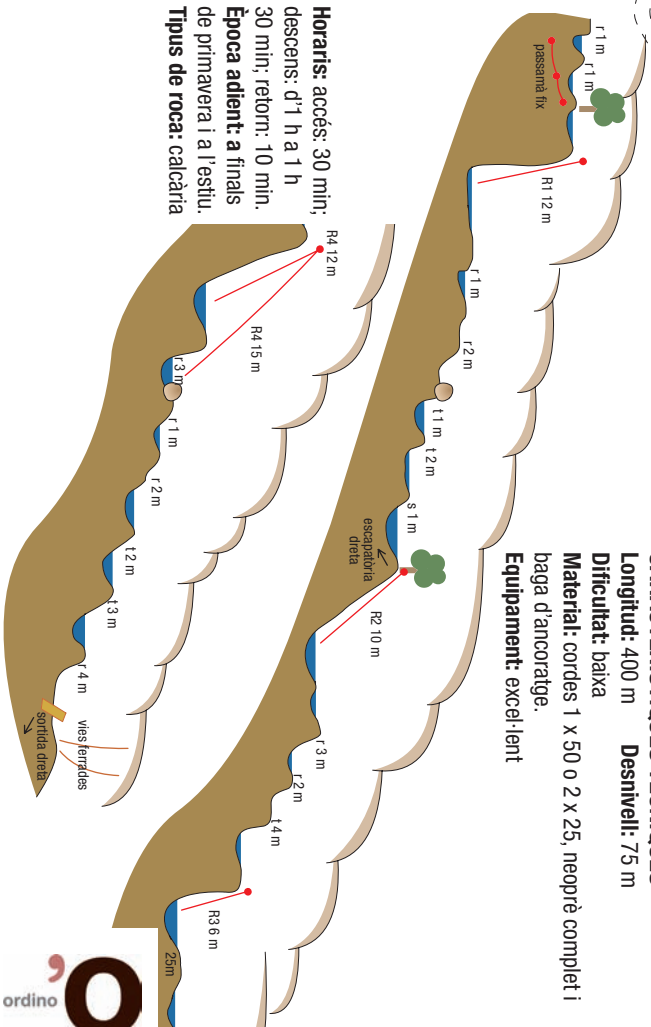 Longitud: 400 m Desnivell: 75 m
Dificultat: baixa
Material: cordes 1 x 50 o 2 x 25, neoprè complet i
baga d'ancoratge.
Equipament: excel·lent
r 1 m
r 1 m
passamà fix
R1 12 m
r 1 m
r 2 m
t 1 m
t 2 m
s 1 m
escapatòria
dreta
R2 10 m
r 3 m
r 2 m
t 4 m
R3 6 m
25m
Horaris: accés: 30 min;
descens: d'1 h a 1 h
30 min; retorn: 10 min.
Època adient: a finals
de primavera i a l'estiu.
Tipus de roca: calcària
R4 12 m
R4 15 m
r 3 m
r 1 m
r 2 m
t 2 m
t 3 m
r 4 m
vies ferrades
sortida dreta
'O
ordino